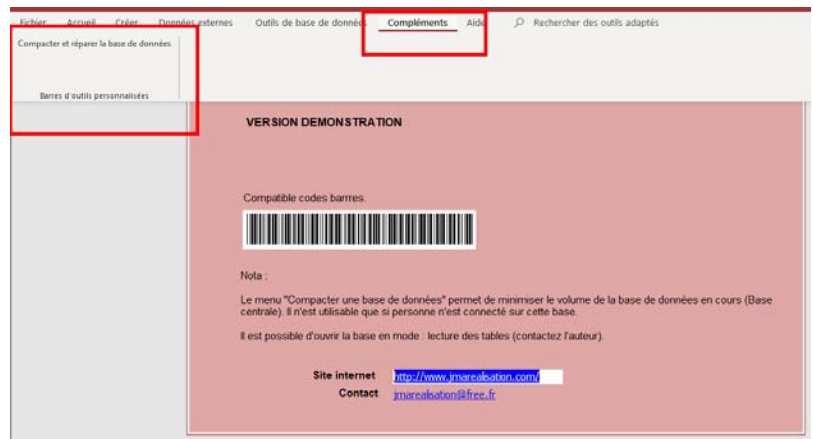 Fichier Accueil Créer Données externes Outils de base de données Compléments Aide Rechercher des outils adaptés
Compacter et réparer la base de données
Barres d'outils personnalisées
VERSION DEMONSTRATION
Compatible codes barrres.
Nota :
Le menu "Compacter une base de données" permet de minimiser le volume de la base de données en cours (Base
centrale). Il n'est utilisable que si personne n'est connecté sur cette base.
Il est possible d'ouvrir la base en mode : lecture des tables (contactez l'auteur).
Site internet http://www.jmarealisation.com/
Contact jmarealisation@free.fr